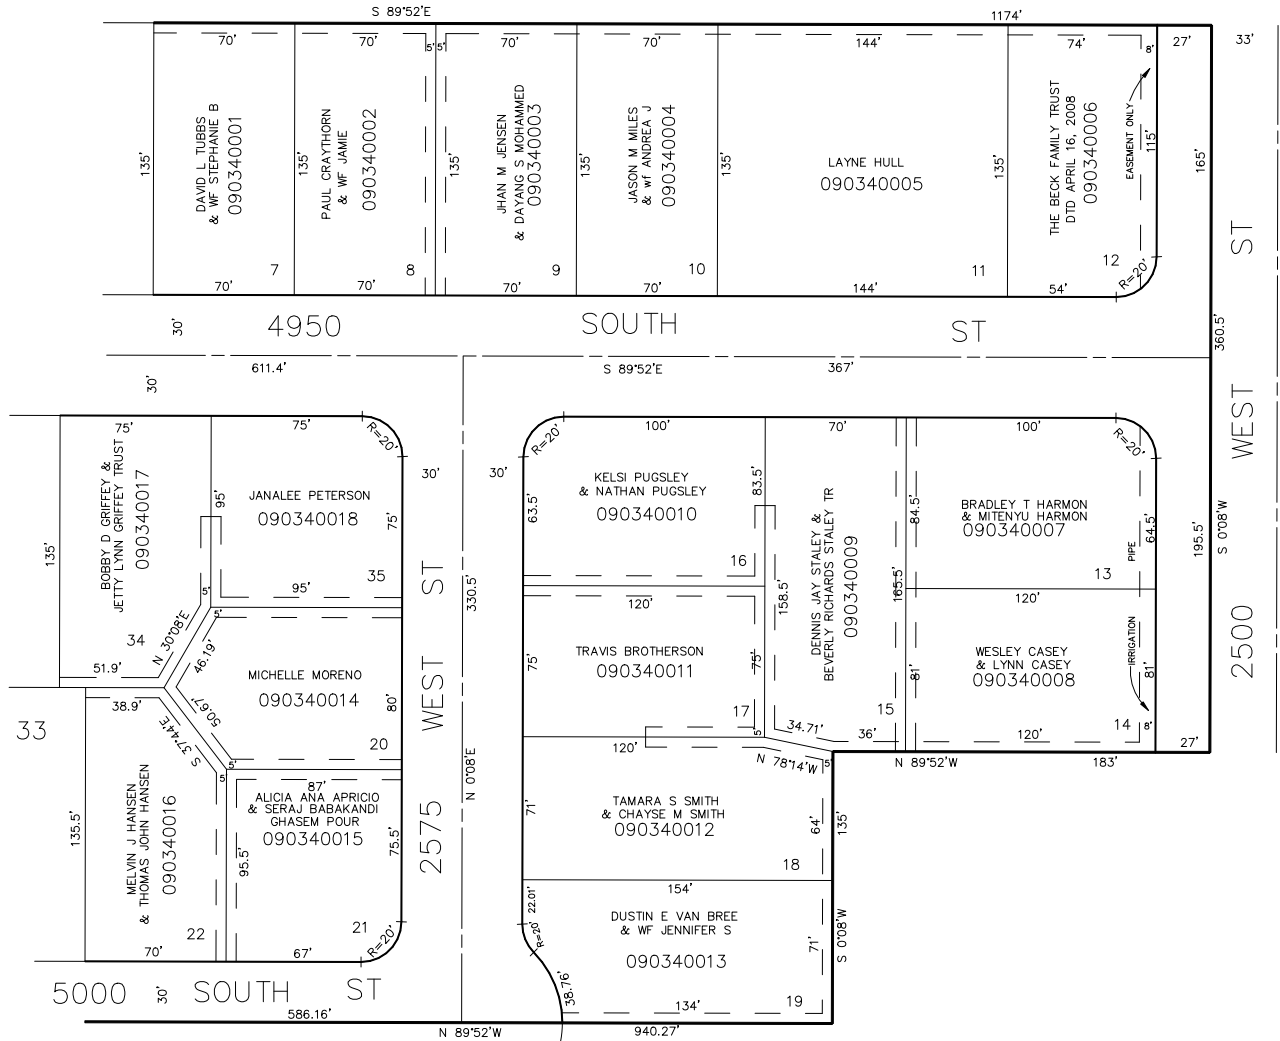 S 89°52'E
1174'
70'
70'
5'
5'
70'
70'
144'
74'
8'
27'
33'
DAVID L TUBBS
& WF STEPHANIE B
090340001
135'
7
70'
PAUL CRAYTHORN
& WF JAMIE
090340002
135'
8
70'
JHAN M JENSEN
& DAYANG S MOHAMMED
090340003
135'
9
70'
JASON M MILES
& wf ANDREA J
090340004
135'
10
70'
LAYNE HULL
090340005
135'
11
144'
THE BECK FAMILY TRUST
DTD APRIL 16, 2008
090340006
135'
12
54'
R=20'
EASEMENT ONLY
115'
165'
30'
4950 SOUTH ST
360.5'
30'
611.4'
S 89°52'E
367'
2500 WEST ST
S 0°08'W
195.5'
75'
75'
R=20'
30'
30'
BOBBY D GRIFFEY &
JETTY LYNN GRIFFEY TRUST
090340017
135'
34
51.9'
N 30°08'E
95'
JANALEE PETERSON
090340018
75'
35
95'
5'
5'
46.19'
MICHELLE MORENO
090340014
80'
20
33
38.9'
S 37°44'E
50.67'
5'
87'
MELVIN J HANSEN
& THOMAS JOHN HANSEN
090340016
135.5'
22
70'
ALICIA ANA APRICIO
& SERAJ BABAKANDI
GHASEM POUR
090340015
95.5'
75.5'
21
67'
R=20'
5000 SOUTH ST
30'
586.16'
2575 WEST ST
330.5'
N 0°08'E
N 89°52'W
940.27'
R=20'
100'
70'
100'
R=20'
KELSI PUGSLEY
& NATHAN PUGSLEY
090340010
63.5'
83.5'
16
120'
TRAVIS BROTHERSON
090340011
75'
75'
17
120'
5'
DENNIS JAY STALEY &
BEVERLY RICHARDS STALEY TR
090340009
158.5'
165.5'
15
34.71'
36'
N 78°14'W
5'
N 89°52'W
183'
BRADLEY T HARMON
& MITENYU HARMON
090340007
84.5'
64.5'
13
120'
PIPE
IRRIGATION
WESLEY CASEY
& LYNN CASEY
090340008
81'
81'
14
8'
120'
27'
TAMARA S SMITH
& CHAYSE M SMITH
090340012
71'
64'
135'
18
154'
DUSTIN E VAN BREE
& WF JENNIFER S
090340013
22.01'
R=20'
38.76'
71'
S 0°08'W
19
134'